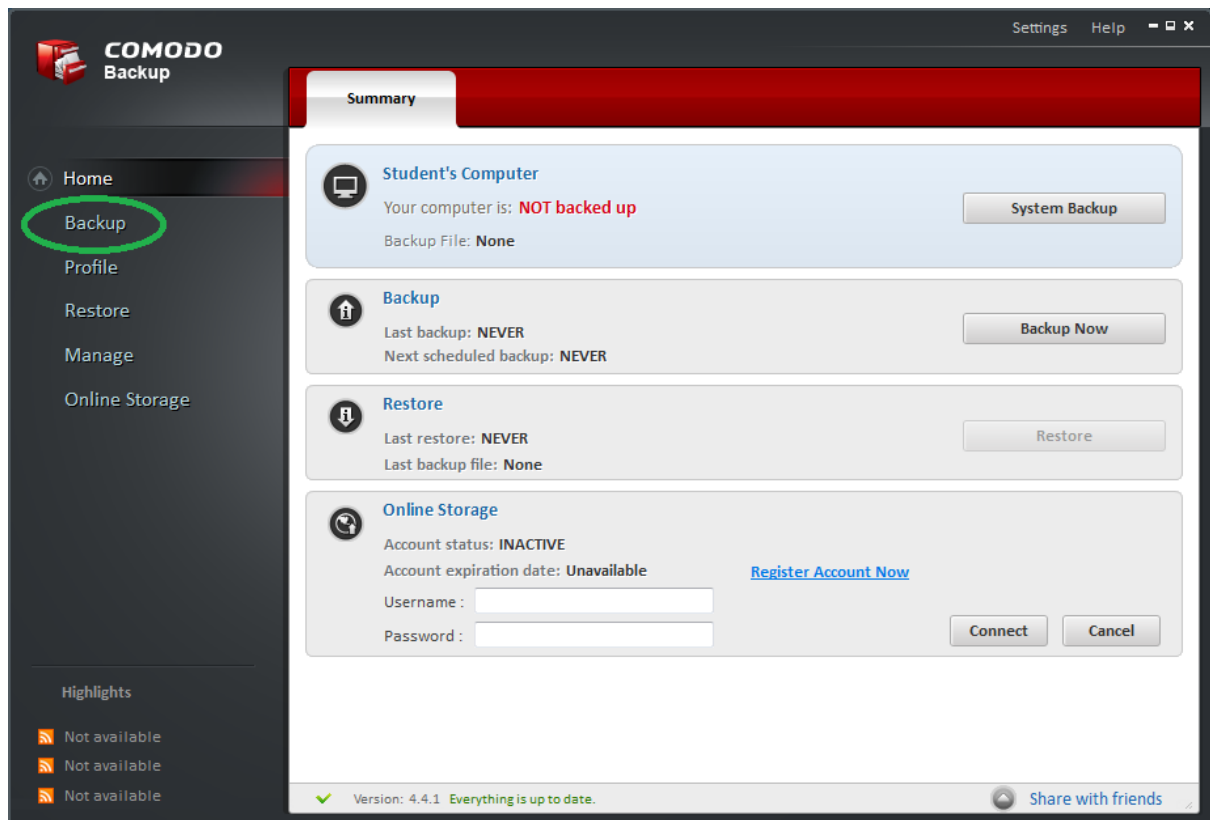 Settings Help
COMODO
Backup
Summary
Home
Backup
Profile
Restore
Manage
Online Storage
Student's Computer
Your computer is: NOT backed up
Backup File: None
System Backup
Backup
Last backup: NEVER
Next scheduled backup: NEVER
Backup Now
Restore
Last restore: NEVER
Last backup file: None
Restore
Online Storage
Account status: INACTIVE
Account expiration date: Unavailable
Register Account Now
Username :
Password :
Connect Cancel
Highlights
Not available
Not available
Not available
Version: 4.4.1 Everything is up to date.
Share with friends